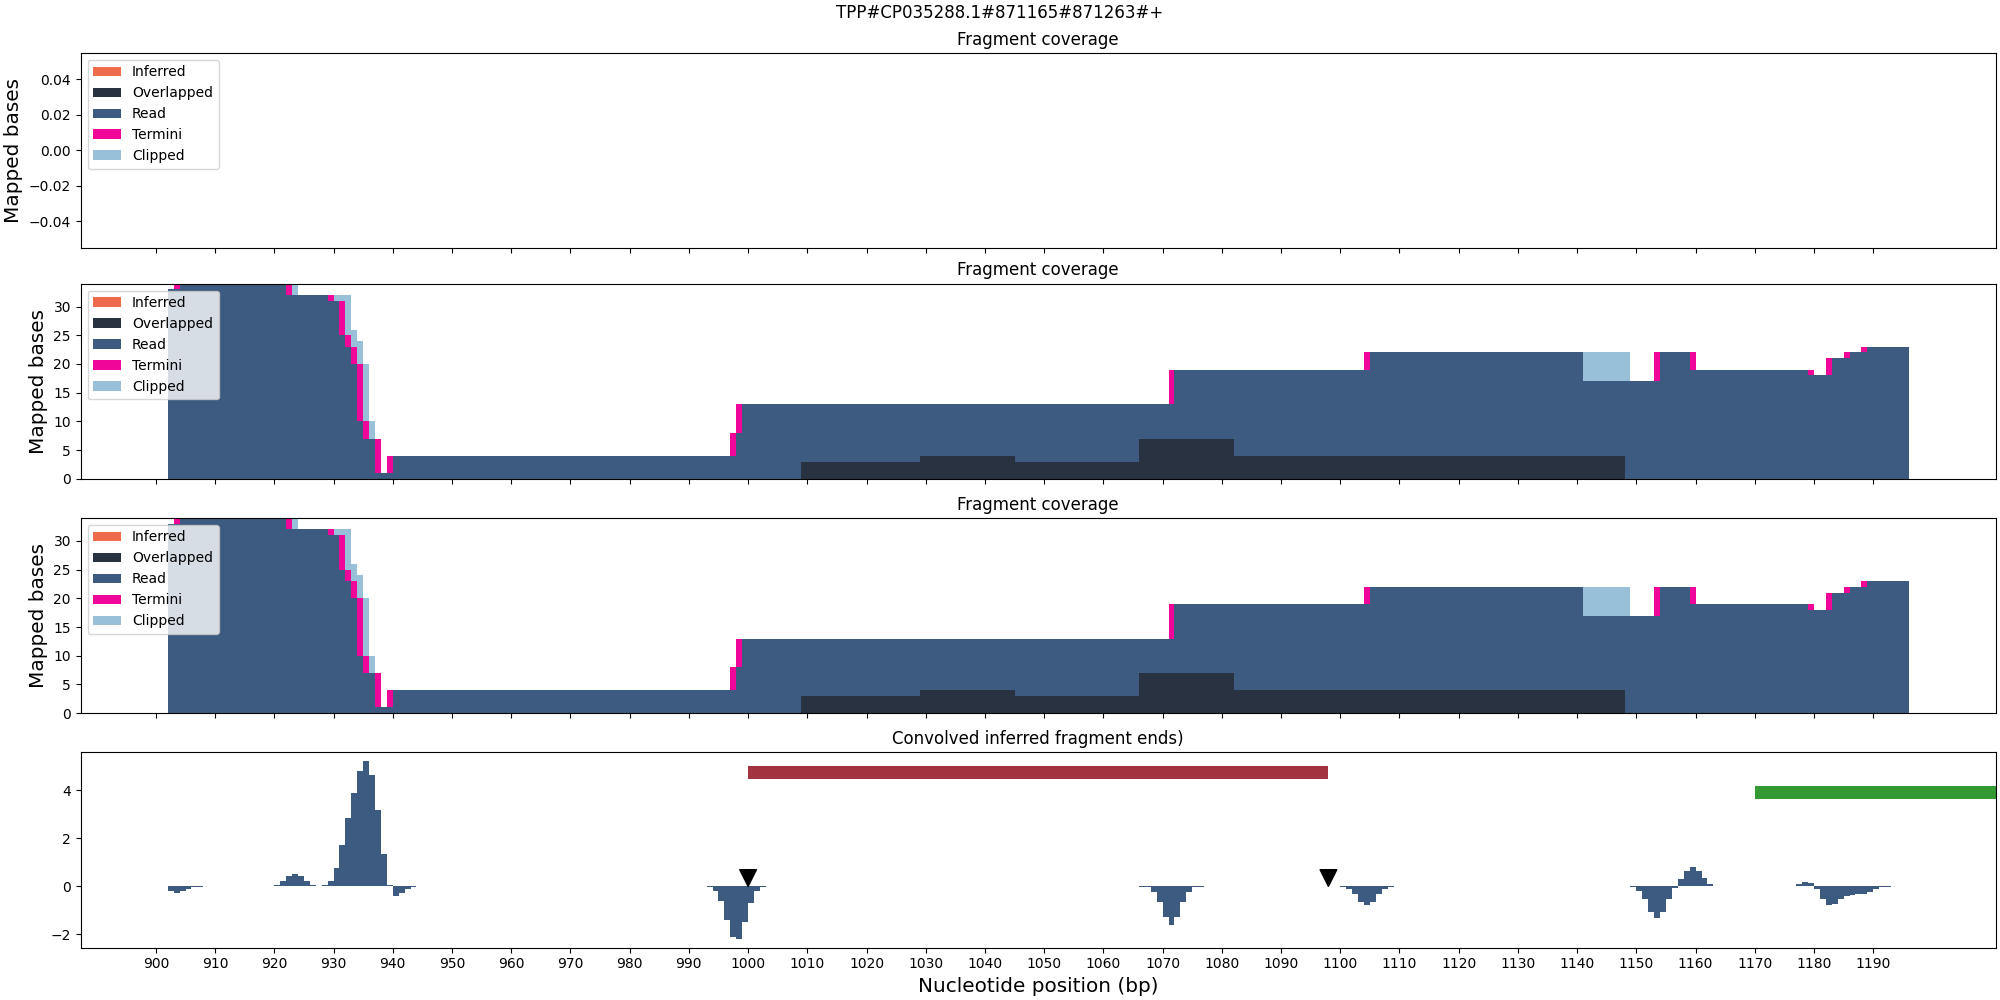 TPP#CP035288.1#871165#871263#+
Fragment coverage
Mapped bases
0.04
0.02
0.00
−0.02
−0.04
Inferred
Overlapped
Read
Termini
Clipped
Fragment coverage
Mapped bases
30
25
20
15
10
5
0
Inferred
Overlapped
Read
Termini
Clipped
Fragment coverage
Mapped bases
30
25
20
15
10
5
0
Inferred
Overlapped
Read
Termini
Clipped
Convolved inferred fragment ends)
4
2
0
−2
900 910 920 930 940 950 960 970 980 990 1000 1010 1020 1030 1040 1050 1060 1070 1080 1090 1100 1110 1120 1130 1140 1150 1160 1170 1180 1190
Nucleotide position (bp)